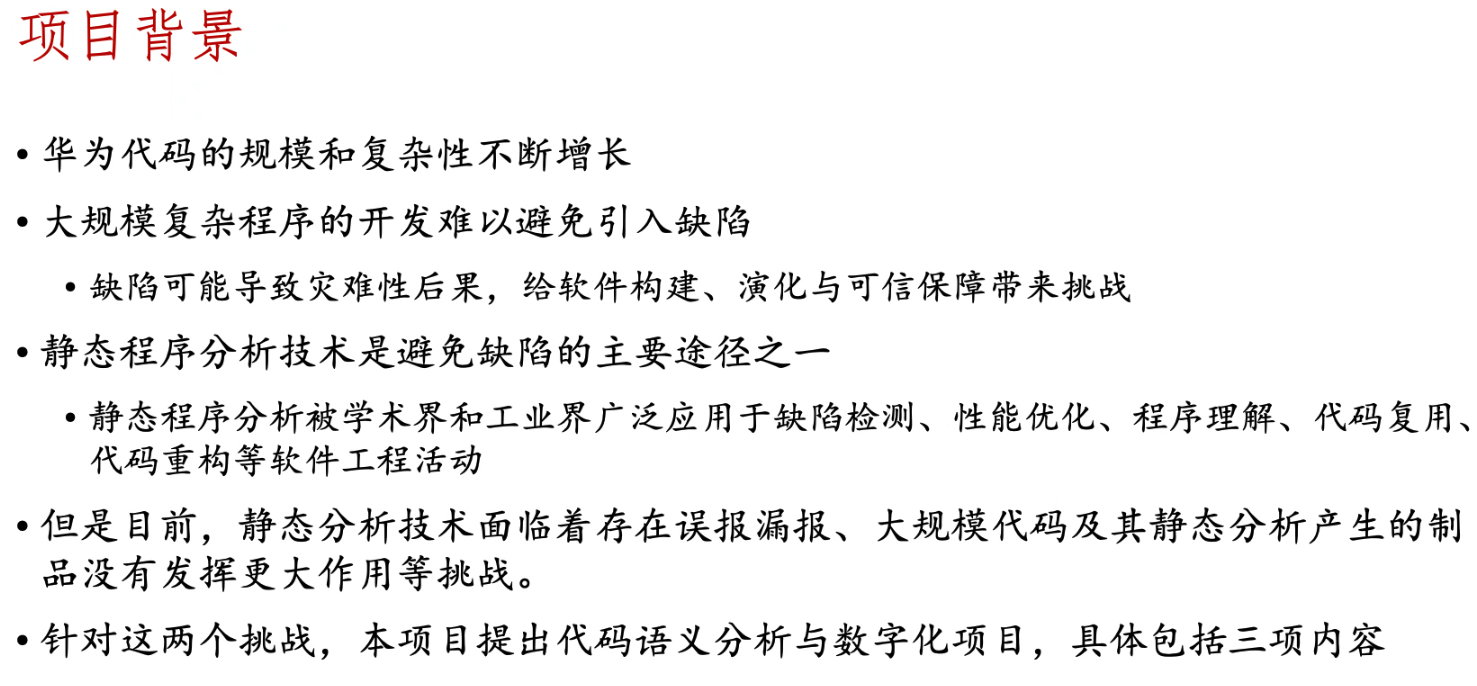 项目背景
• 华为代码的规模和复杂性不断增长
• 大规模复杂程序的开发难以避免引入缺陷
• 缺陷可能导致灾难性后果，给软件构建、演化与可信保障带来挑战
• 静态程序分析技术是避免缺陷的主要途径之一
• 静态程序分析被学术界和工业界广泛应用于缺陷检测、性能优化、程序理解、代码复用、
代码重构等软件工程活动
• 但是目前，静态分析技术面临着存在误报漏报、大规模代码及其静态分析产生的制
品没有发挥更大作用等挑战。
• 针对这两个挑战，本项目提出代码语义分析与数字化项目，具体包括三项内容